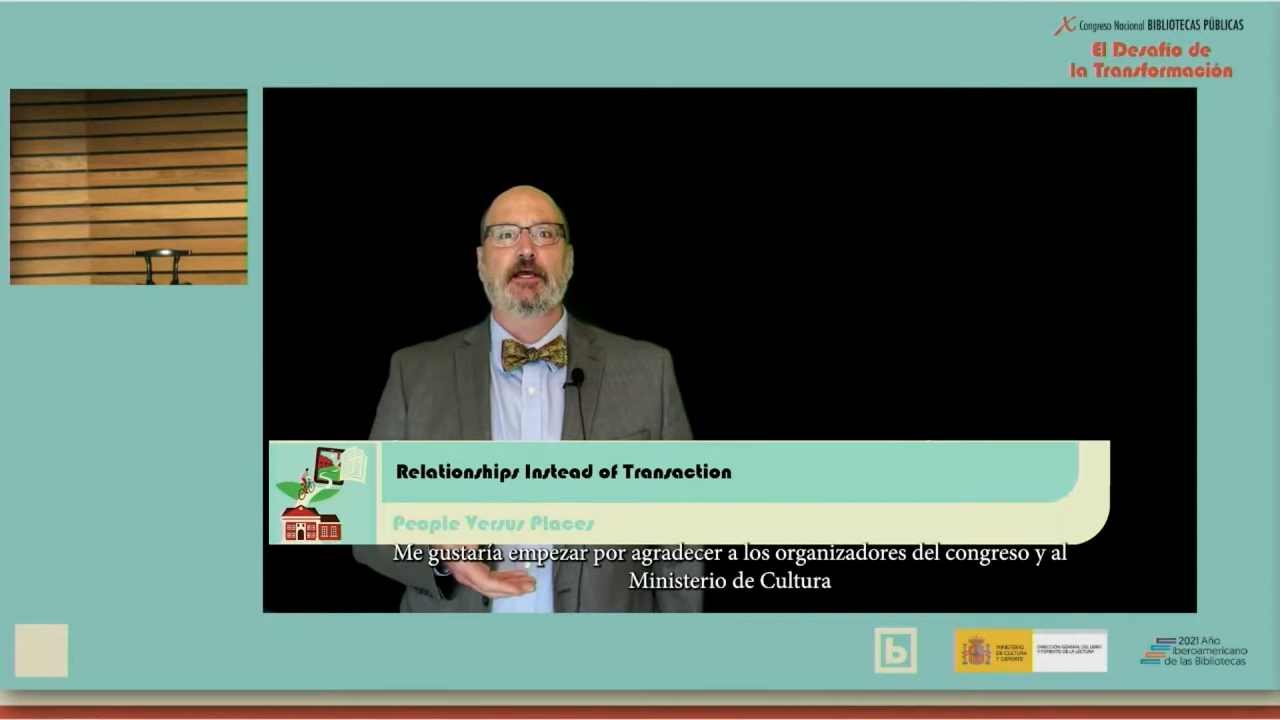 X Congreso Nacional BIBLIOTECAS PÚBLICAS
El Desafío de
la Transformación
Relationships Instead of Transaction
People Versus Places
Me gustaría empezar por agradecer a los organizadores del congreso y al
Ministerio de Cultura
b
MINISTERIO
DE CULTURA
Y DEPORTE
DIRECCIÓN GENERAL DEL LIBRO
Y FOMENTO DE LA LECTURA
2021 Año
Iberoamericano
de las Bibliotecas